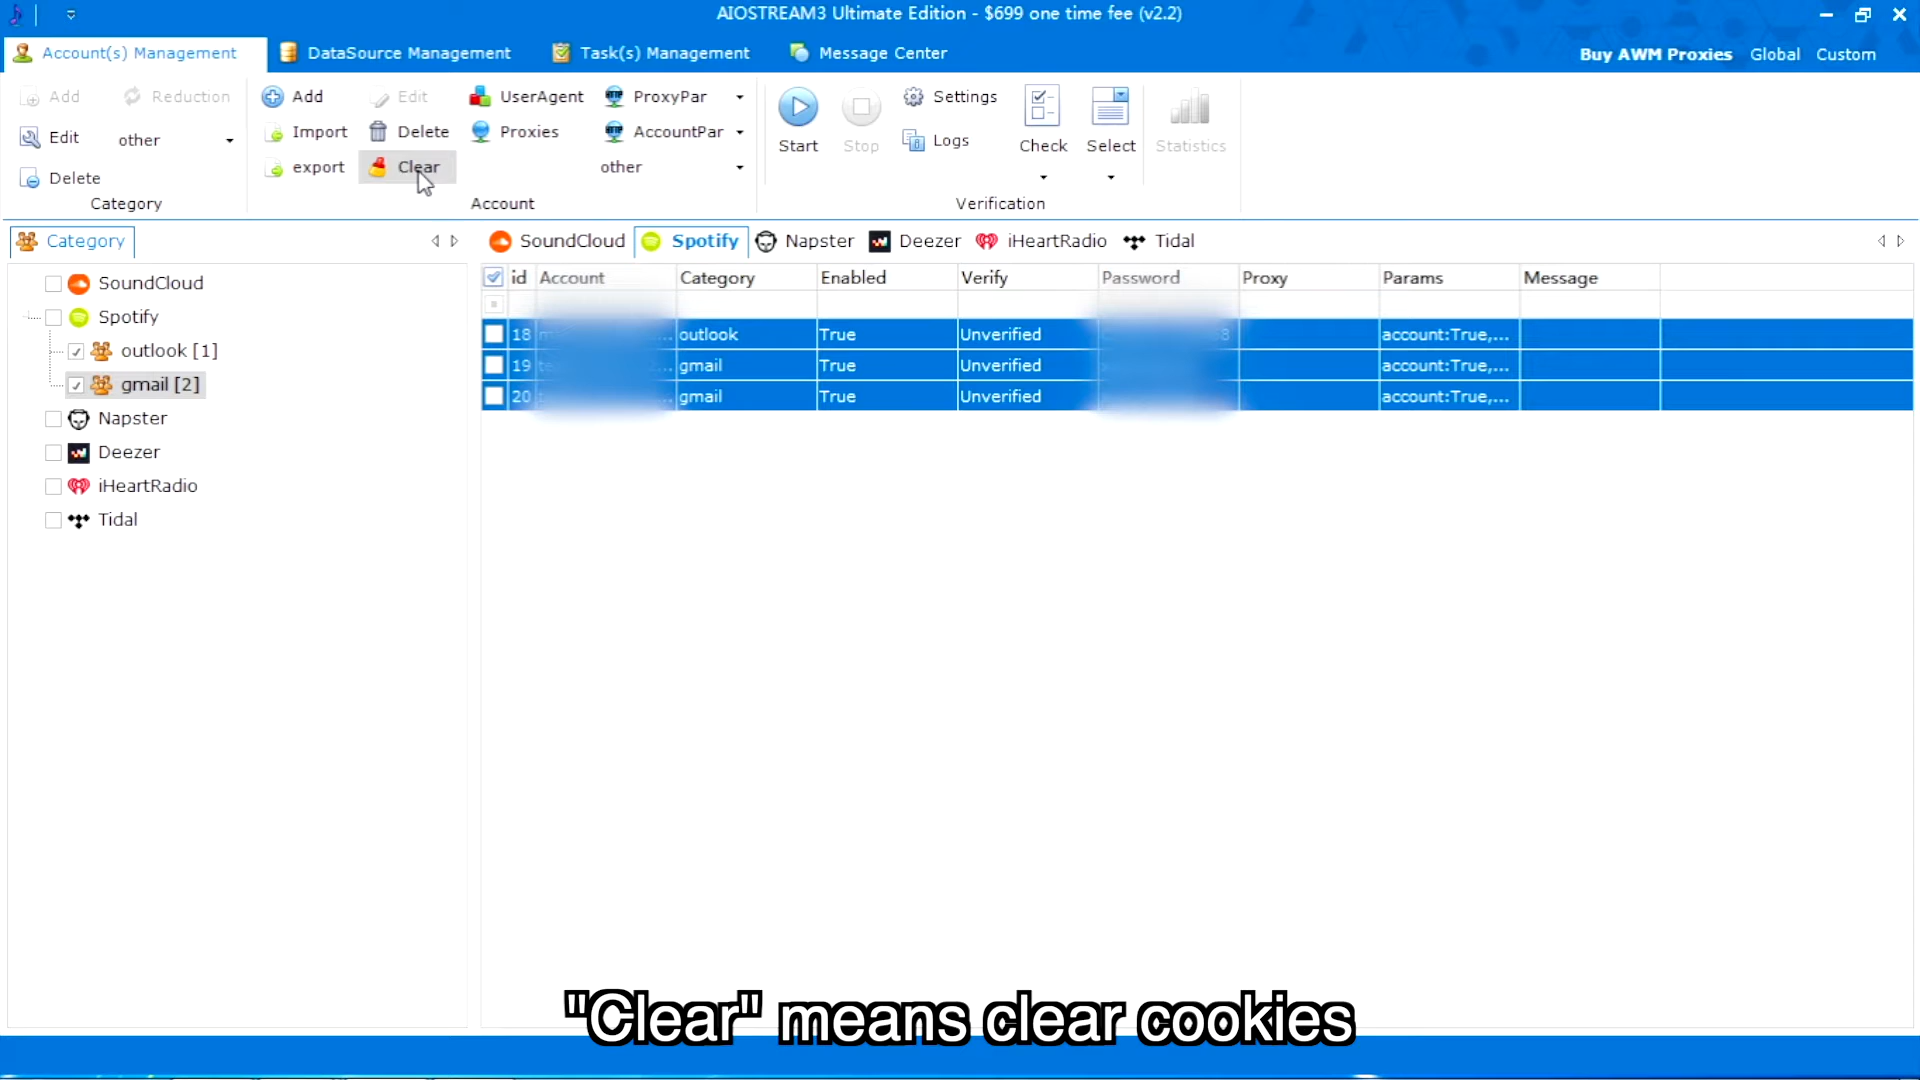 AIOSTREAM3 Ultimate Edition - $699 one time fee (v2.2)
Account(s) Management DataSource Management Task(s) Management Message Center Buy AWM Proxies Global Custom
Add Reduction Add Edit UserAgent ProxyPar Settings
Edit other Import Delete Proxies AccountPar Start Stop Logs Check Select Statistics
Delete export Clear other
Category Account Verification
Category SoundCloud Spotify Napster Deezer iHeartRadio Tidal
id Account Category Enabled Verify Password Proxy Params Message
SoundCloud
Spotify
outlook [1]
gmail [2]
Napster
Deezer
iHeartRadio
Tidal
18 outlook True Unverified account:True,...
19 gmail True Unverified account:True,...
20 gmail True Unverified account:True,...
"Clear" means clear cookies